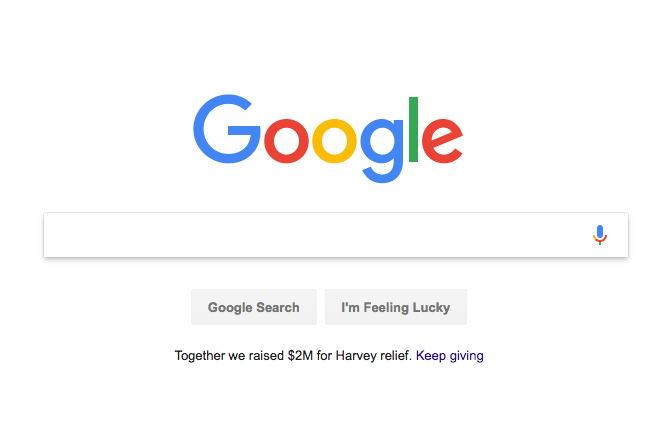 Google
Google Search
I'm Feeling Lucky
Together we raised $2M for Harvey relief. Keep giving